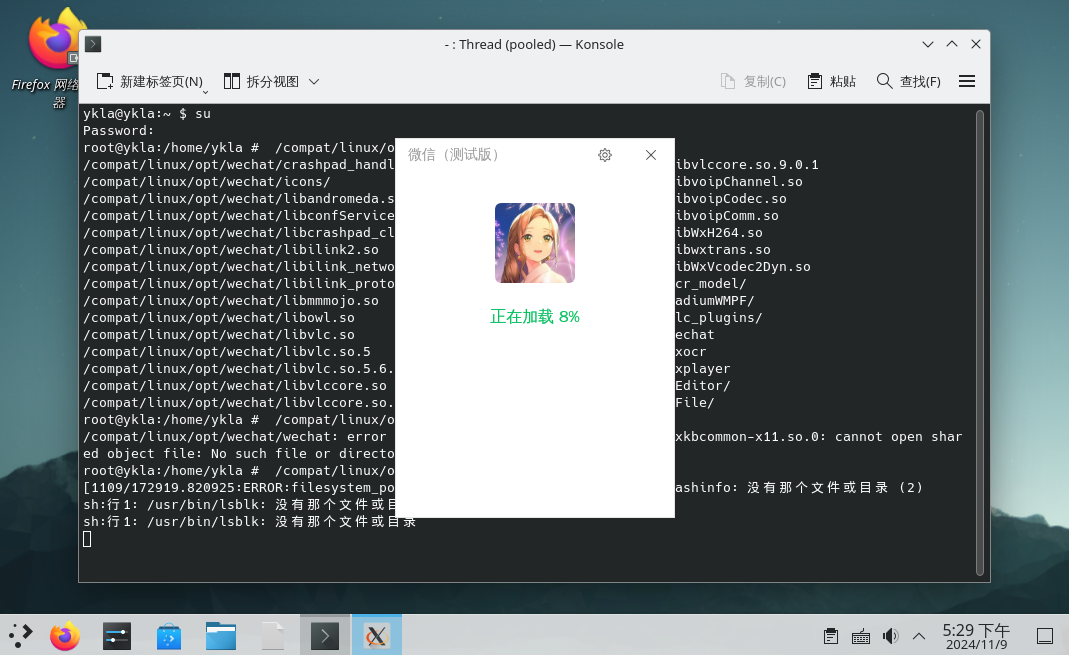 Firefox 网络
器
- : Thread (pooled) — Konsole
新建标签页(N)
拆分视图
复制(C)
粘贴
查找(F)
ykla@ykla:~ $ su
Password:
root@ykla:/home/ykla #  /compat/linux/o
/compat/linux/opt/wechat/crashpad_handl ibvlccore.so.9.0.1
/compat/linux/opt/wechat/icons/ ibvoipChannel.so
/compat/linux/opt/wechat/libandromeda.s ibvoipCodec.so
/compat/linux/opt/wechat/libconfService ibvoipComm.so
/compat/linux/opt/wechat/libcrashpad_cl ibWxH264.so
/compat/linux/opt/wechat/libilink2.so ibwxtrans.so
/compat/linux/opt/wechat/libilink_netwo ibWxVcodec2Dyn.so
/compat/linux/opt/wechat/libilink_proto cr_model/
/compat/linux/opt/wechat/libmmmojo.so adiumWMPF/
/compat/linux/opt/wechat/libowl.so lc_plugins/
/compat/linux/opt/wechat/libvlc.so echat
/compat/linux/opt/wechat/libvlc.so.5 xocr
/compat/linux/opt/wechat/libvlc.so.5.6. xplayer
/compat/linux/opt/wechat/libvlccore.so Editor/
/compat/linux/opt/wechat/libvlccore.so. File/
root@ykla:/home/ykla #  /compat/linux/o
/compat/linux/opt/wechat/wechat: error xkbcommon-x11.so.0: cannot open shar
ed object file: No such file or directo
root@ykla:/home/ykla #  /compat/linux/o
[1109/172919.820925:ERROR:filesystem_po ashinfo: 没有那个文件或目录 (2)
sh:行1: /usr/bin/lsblk: 没有那个文件或目
sh:行1: /usr/bin/lsblk: 没有那个文件或目录
微信（测试版）
正在加载 8%
5:29 下午
2024/11/9